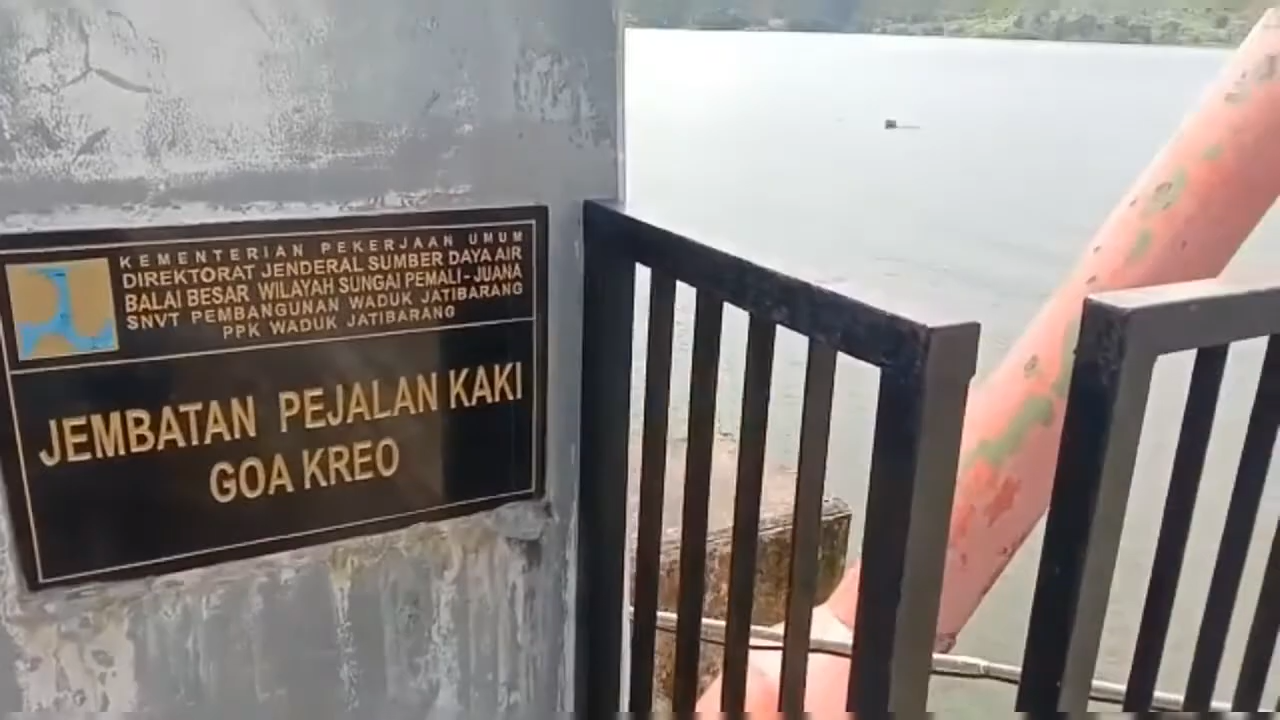 KEMENTERIAN PEKERJAAN UMUM
DIREKTORAT JENDERAL SUMBER DAYA AIR
BALAI BESAR WILAYAH SUNGAI PEMALI - JUANA
SNVT PEMBANGUNAN WADUK JATIBARANG
PPK WADUK JATIBARANG
JEMBATAN PEJALAN KAKI
GOA KREO